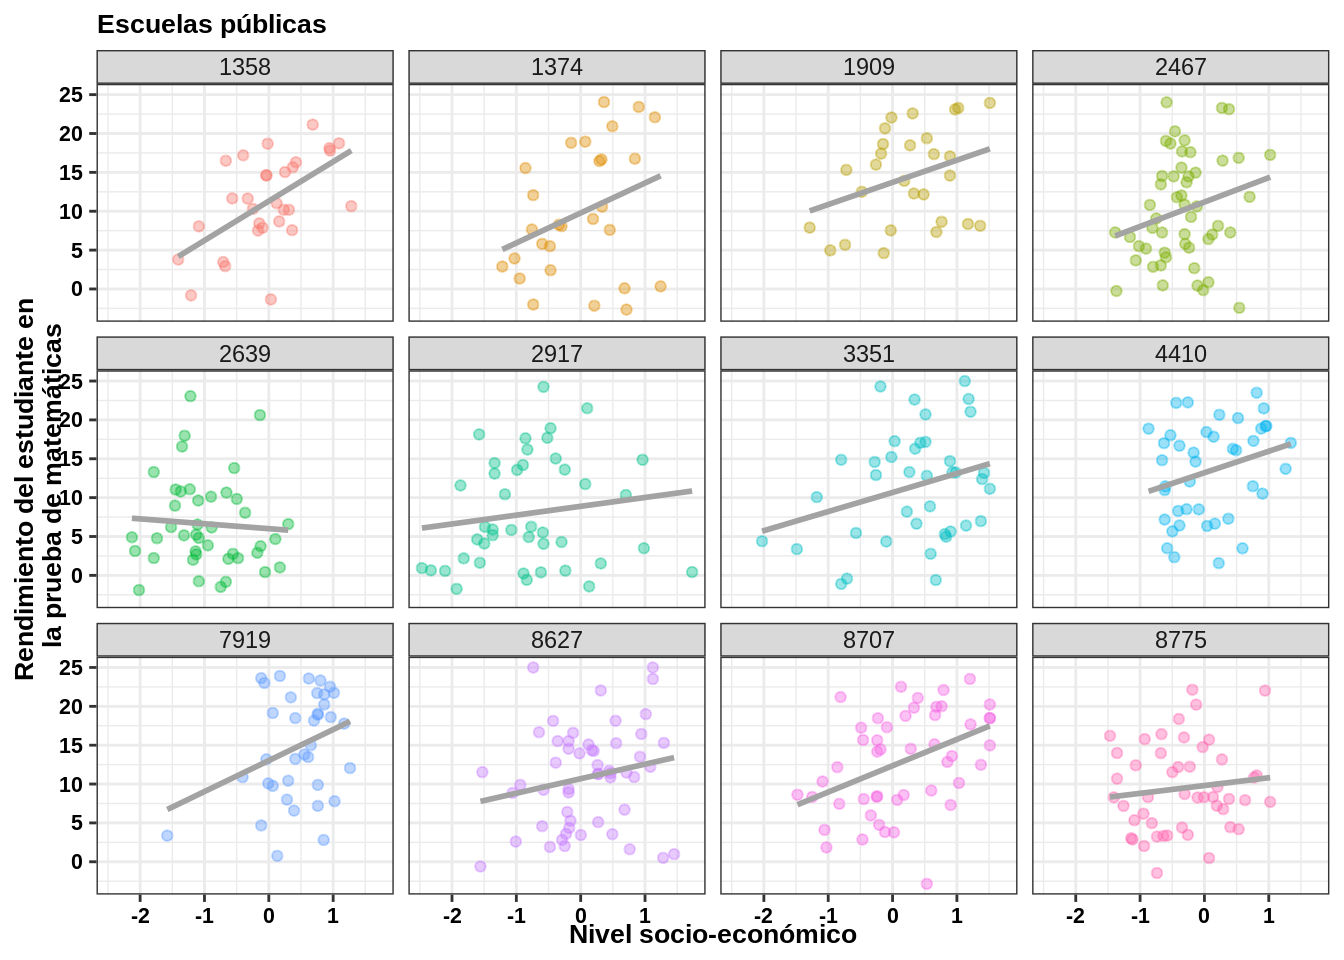 Escuelas públicas
1358 1374 1909 2467
25
20
15
10
5
0
2639 2917 3351 4410
25
20
15
10
5
0
Rendimiento del estudiante en
la prueba de matemáticas
7919 8627 8707 8775
25
20
15
10
5
0
-2 -1 0 1 -2 -1 0 1 -2 -1 0 1 -2 -1 0 1
Nivel socio-económico